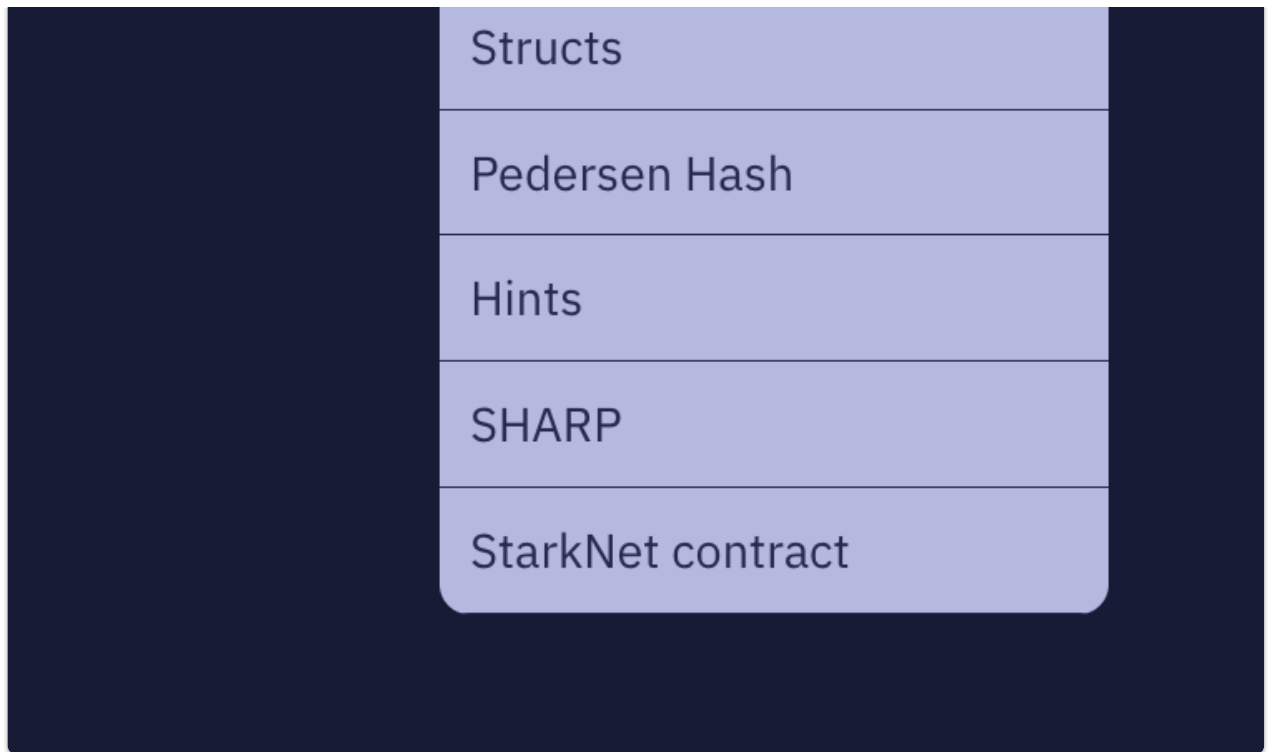 Structs
Pedersen Hash
Hints
SHARP
StarkNet contract